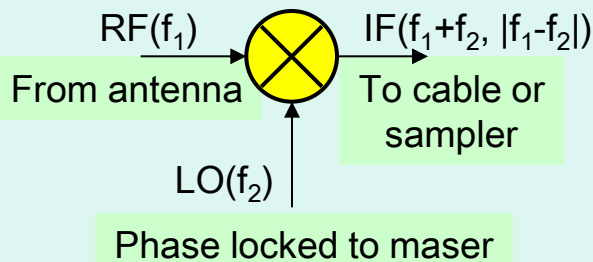 RF(f₁)
IF(f₁+f₂, |f₁-f₂|)
From antenna
To cable or
sampler
LO(f₂)
Phase locked to maser